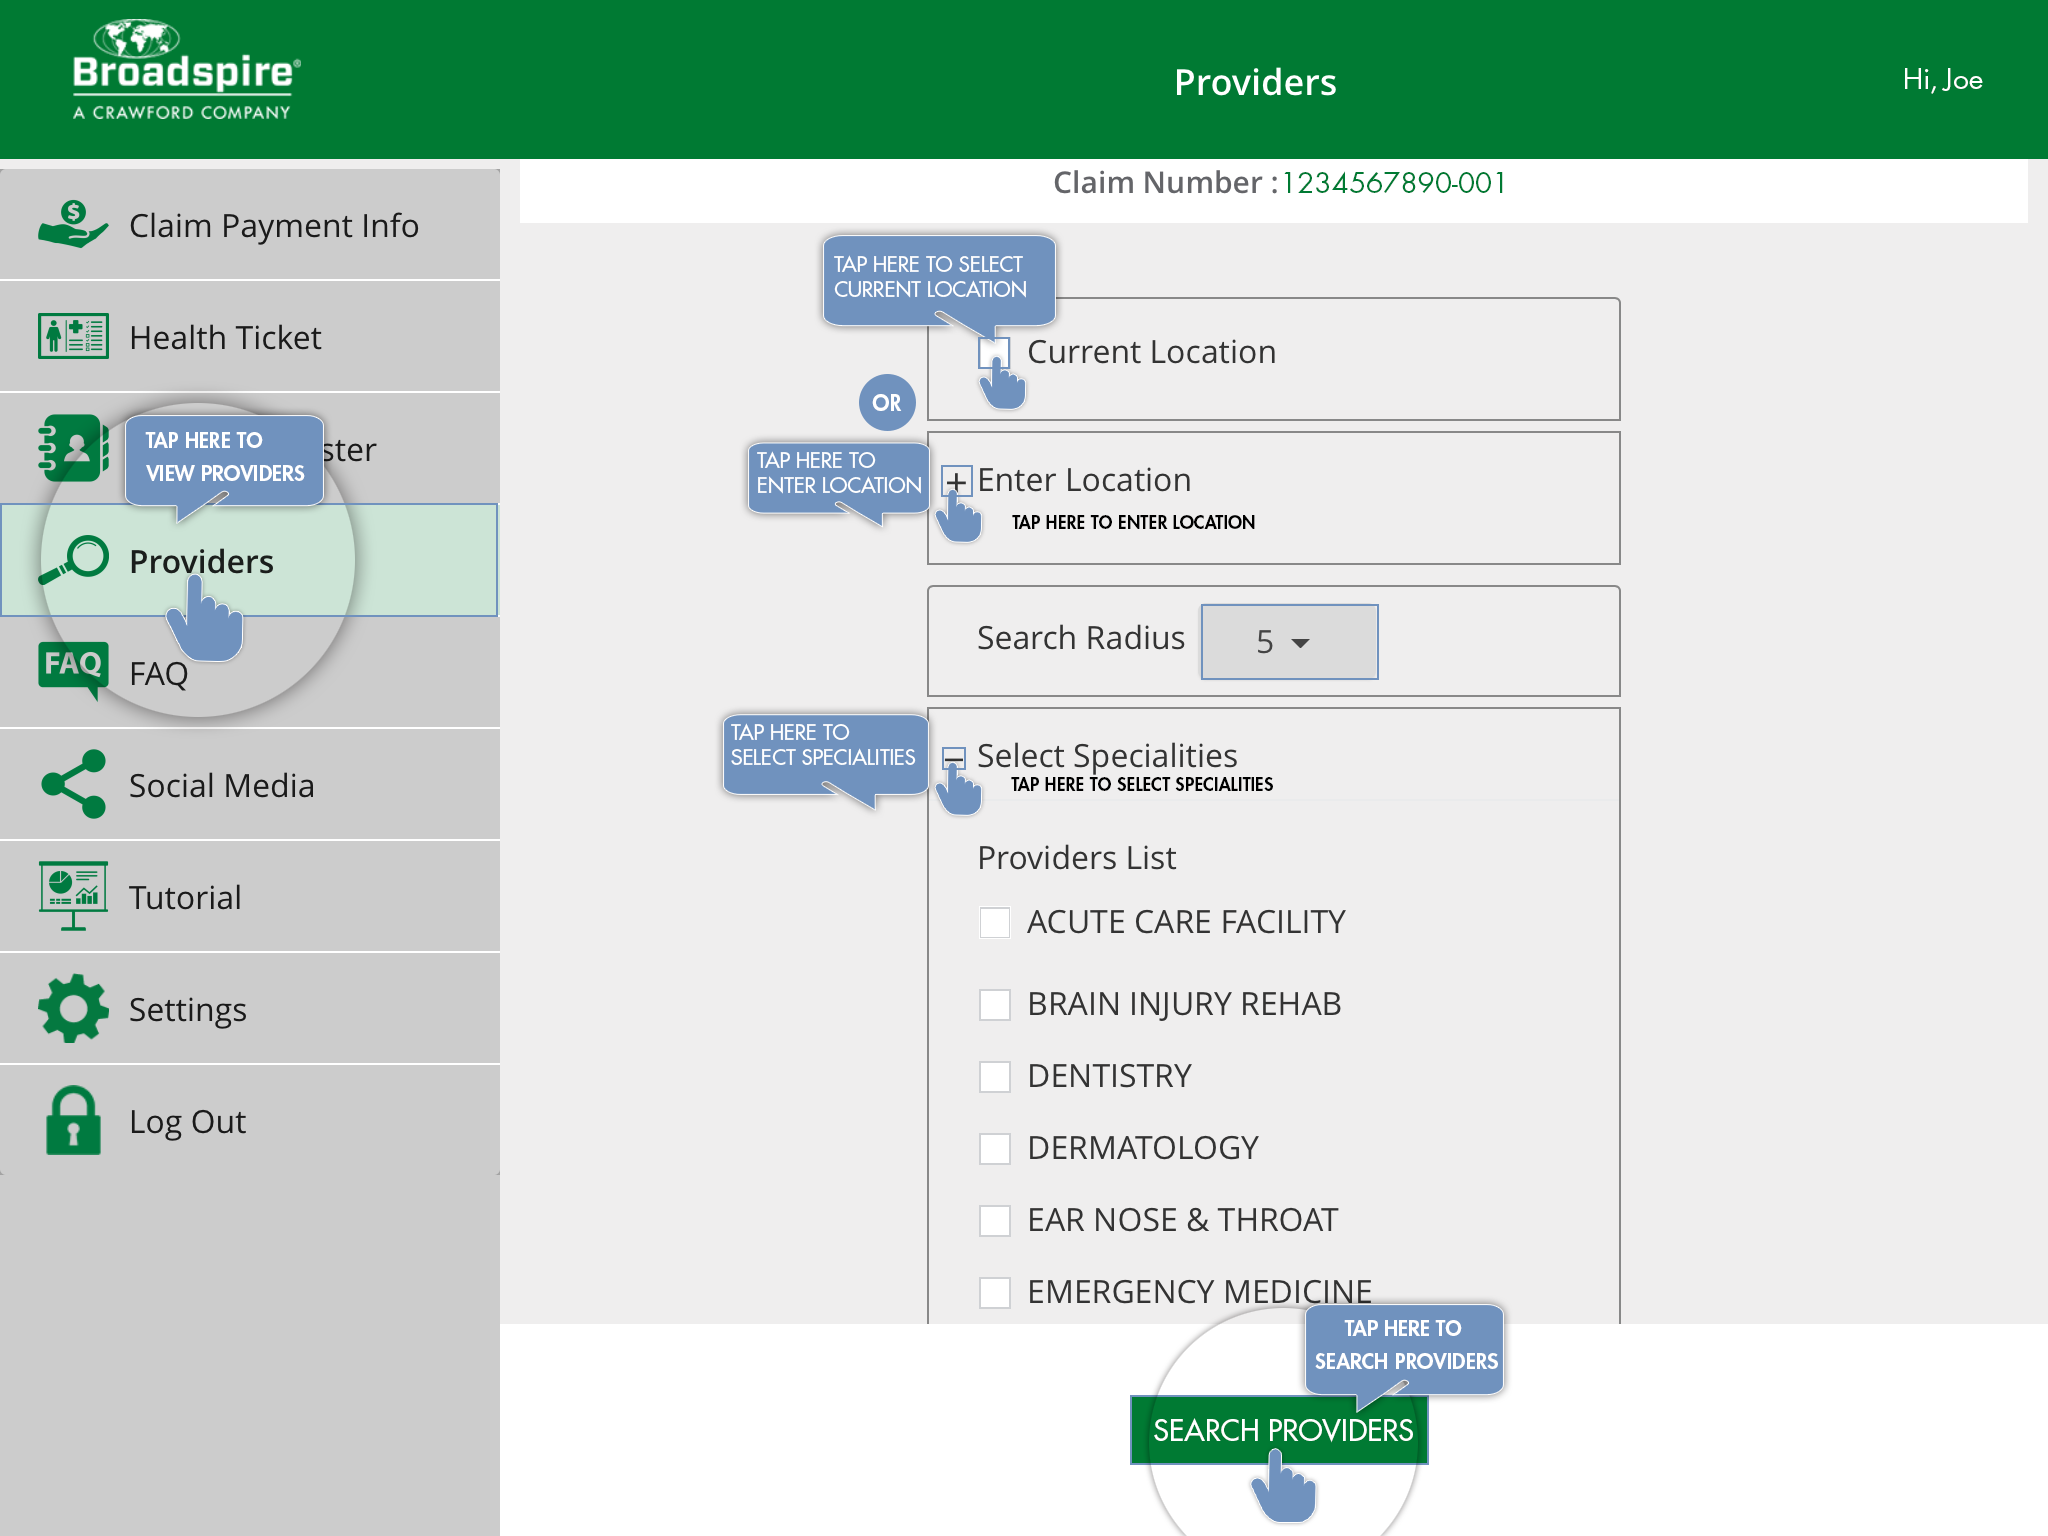 Broadspire®
A CRAWFORD COMPANY
Providers
Hi, Joe
Claim Number : 1234567890-001
Claim Payment Info
Health Ticket
ster
TAP HERE TO
VIEW PROVIDERS
Providers
FAQ
FAQ
Social Media
Tutorial
Settings
Log Out
TAP HERE TO SELECT
CURRENT LOCATION
Current Location
OR
TAP HERE TO
ENTER LOCATION
Enter Location
TAP HERE TO ENTER LOCATION
Search Radius 5
TAP HERE TO
SELECT SPECIALITIES
Select Specialities
TAP HERE TO SELECT SPECIALITIES
Providers List
ACUTE CARE FACILITY
BRAIN INJURY REHAB
DENTISTRY
DERMATOLOGY
EAR NOSE & THROAT
EMERGENCY MEDICINE
TAP HERE TO
SEARCH PROVIDERS
SEARCH PROVIDERS